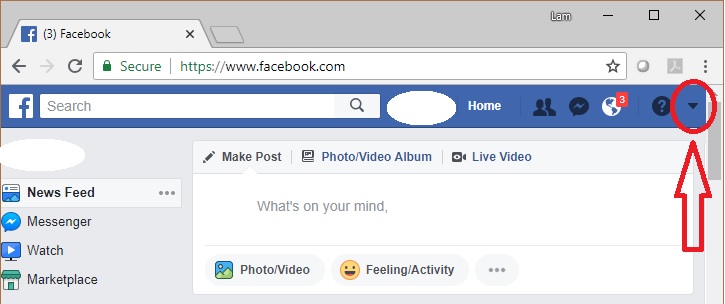 Lam
(3) Facebook
Secure https://www.facebook.com
f Search Home 3 ?
Make Post Photo/Video Album Live Video
News Feed
What's on your mind,
Messenger
Watch
Photo/Video Feeling/Activity
Marketplace